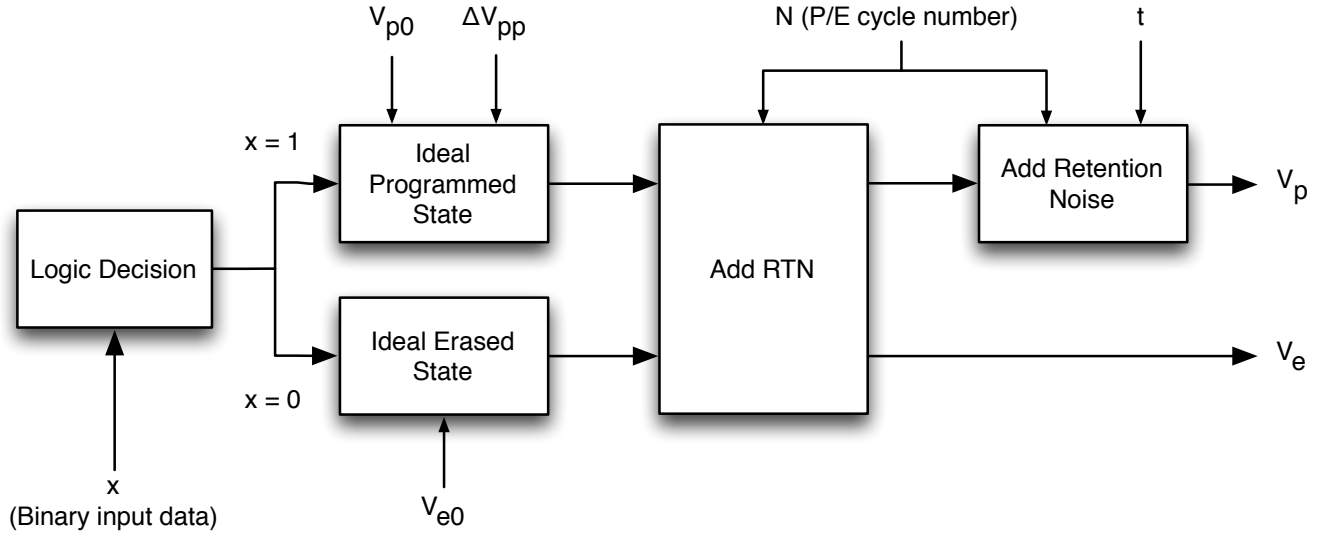 V_p0
ΔV_pp
N (P/E cycle number)
t
x = 1
Ideal
Programmed
State
Add Retention
Noise
V_p
Logic Decision
Add RTN
Ideal Erased
State
V_e
x = 0
x
(Binary input data)
V_e0